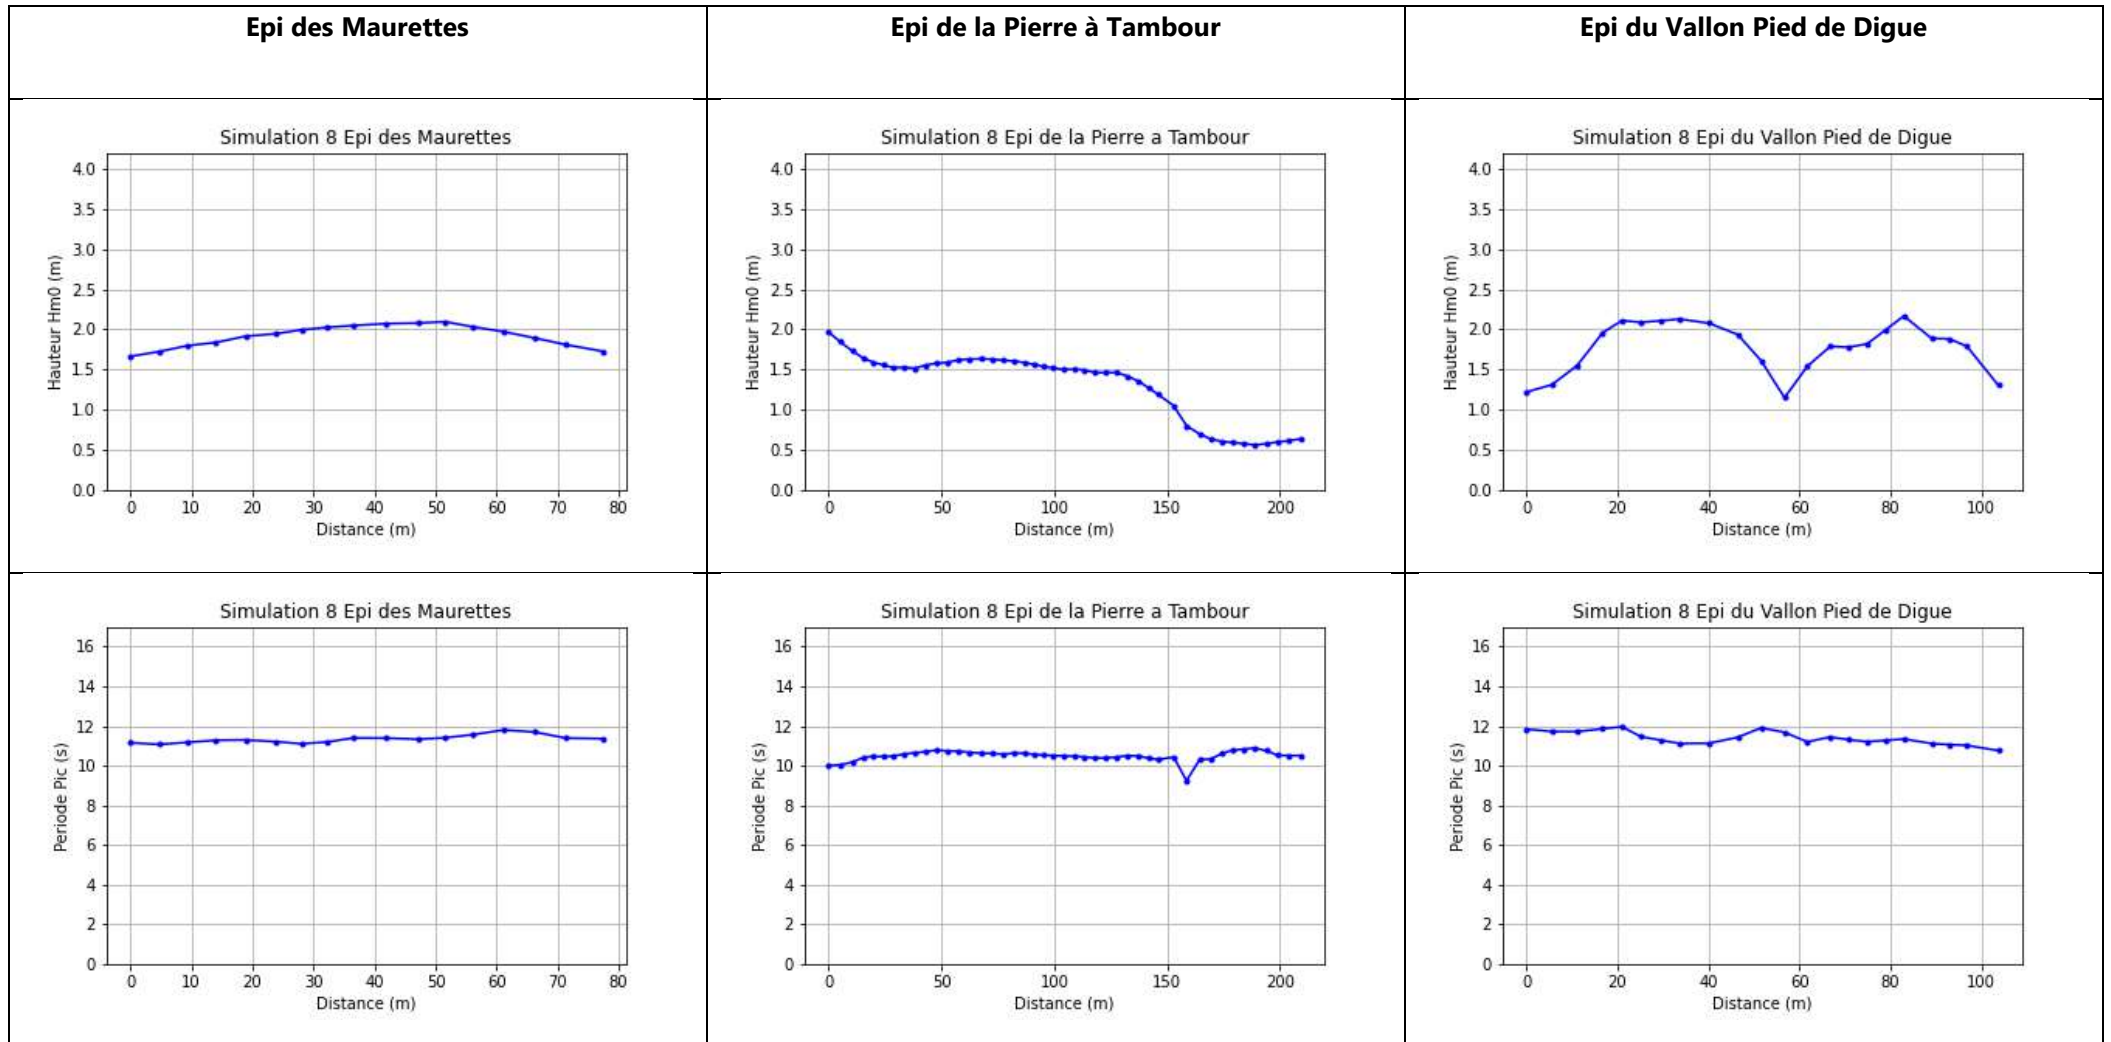 Epi des Maurettes
Epi de la Pierre à Tambour
Epi du Vallon Pied de Digue
Simulation 8 Epi des Maurettes
Hauteur Hm0 (m)
4.0
3.5
3.0
2.5
2.0
1.5
1.0
0.5
0.0
0 10 20 30 40 50 60 70 80
Distance (m)
Simulation 8 Epi de la Pierre a Tambour
Hauteur Hm0 (m)
4.0
3.5
3.0
2.5
2.0
1.5
1.0
0.5
0.0
0 50 100 150 200
Distance (m)
Simulation 8 Epi du Vallon Pied de Digue
Hauteur Hm0 (m)
4.0
3.5
3.0
2.5
2.0
1.5
1.0
0.5
0.0
0 20 40 60 80 100
Distance (m)
Simulation 8 Epi des Maurettes
Periode Pic (s)
16
14
12
10
8
6
4
2
0
0 10 20 30 40 50 60 70 80
Distance (m)
Simulation 8 Epi de la Pierre a Tambour
Periode Pic (s)
16
14
12
10
8
6
4
2
0
0 50 100 150 200
Distance (m)
Simulation 8 Epi du Vallon Pied de Digue
Periode Pic (s)
16
14
12
10
8
6
4
2
0
0 20 40 60 80 100
Distance (m)